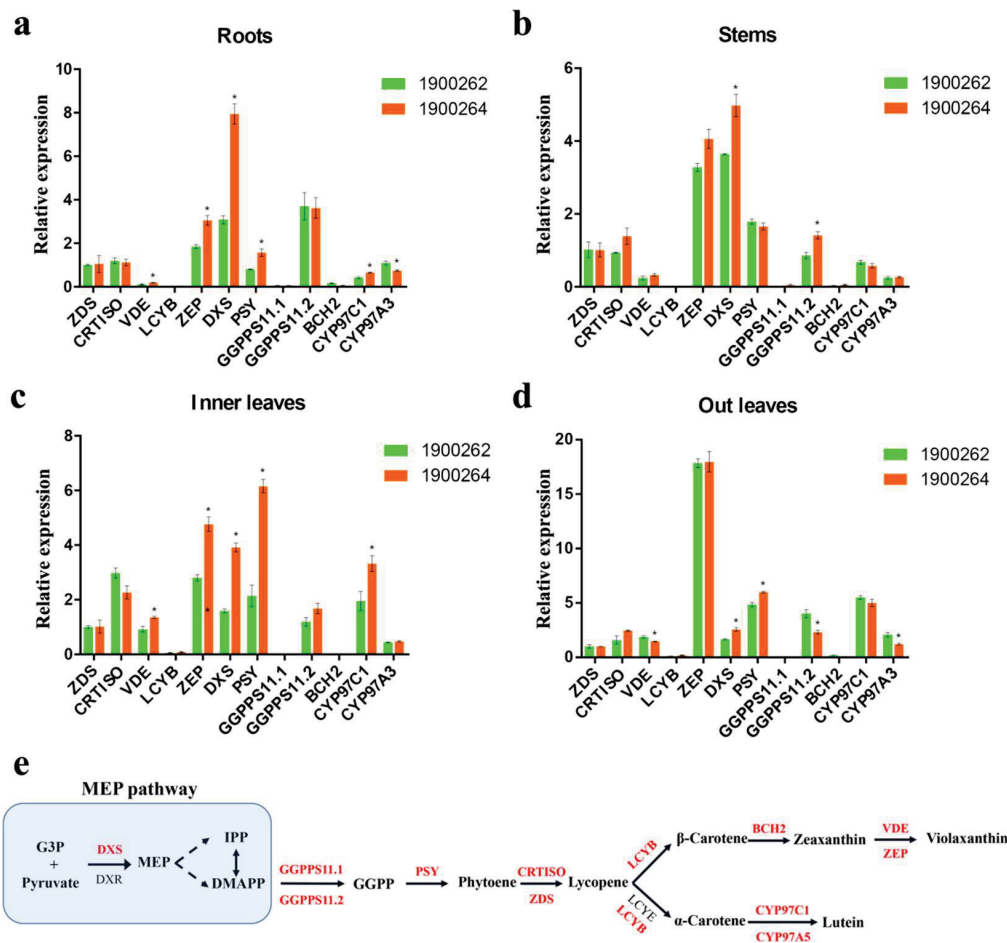 a
Roots
Relative expression
10
8
6
4
2
0
1900262
1900264
*
*
*
*
*
*
ZDS
CRTISO
VDE
LCYB
ZEP
DXS
PSY
GGPPS11.1
GGPPS11.2
BCH2
CYP97C1
CYP97A3
b
Stems
Relative expression
6
4
2
0
1900262
1900264
*
*
ZDS
CRTISO
VDE
LCYB
ZEP
DXS
PSY
GGPPS11.1
GGPPS11.2
BCH2
CYP97C1
CYP97A3
c
Inner leaves
Relative expression
8
6
4
2
0
1900262
1900264
*
*
*
*
*
*
ZDS
CRTISO
VDE
LCYB
ZEP
DXS
PSY
GGPPS11.1
GGPPS11.2
BCH2
CYP97C1
CYP97A3
d
Out leaves
Relative expression
20
15
10
5
0
1900262
1900264
*
*
*
*
*
ZDS
CRTISO
VDE
LCYB
ZEP
DXS
PSY
GGPPS11.1
GGPPS11.2
BCH2
CYP97C1
CYP97A3
e
MEP pathway
G3P
+
Pyruvate
DXS
DXR
MEP
IPP
DMAPP
GGPPS11.1
GGPPS11.2
GGPP
PSY
Phytoene
CRTISO
ZDS
Lycopene
LCYB
β-Carotene
BCH2
Zeaxanthin
VDE
ZEP
Violaxanthin
LCYE
LCYB
α-Carotene
CYP97C1
CYP97A5
Lutein